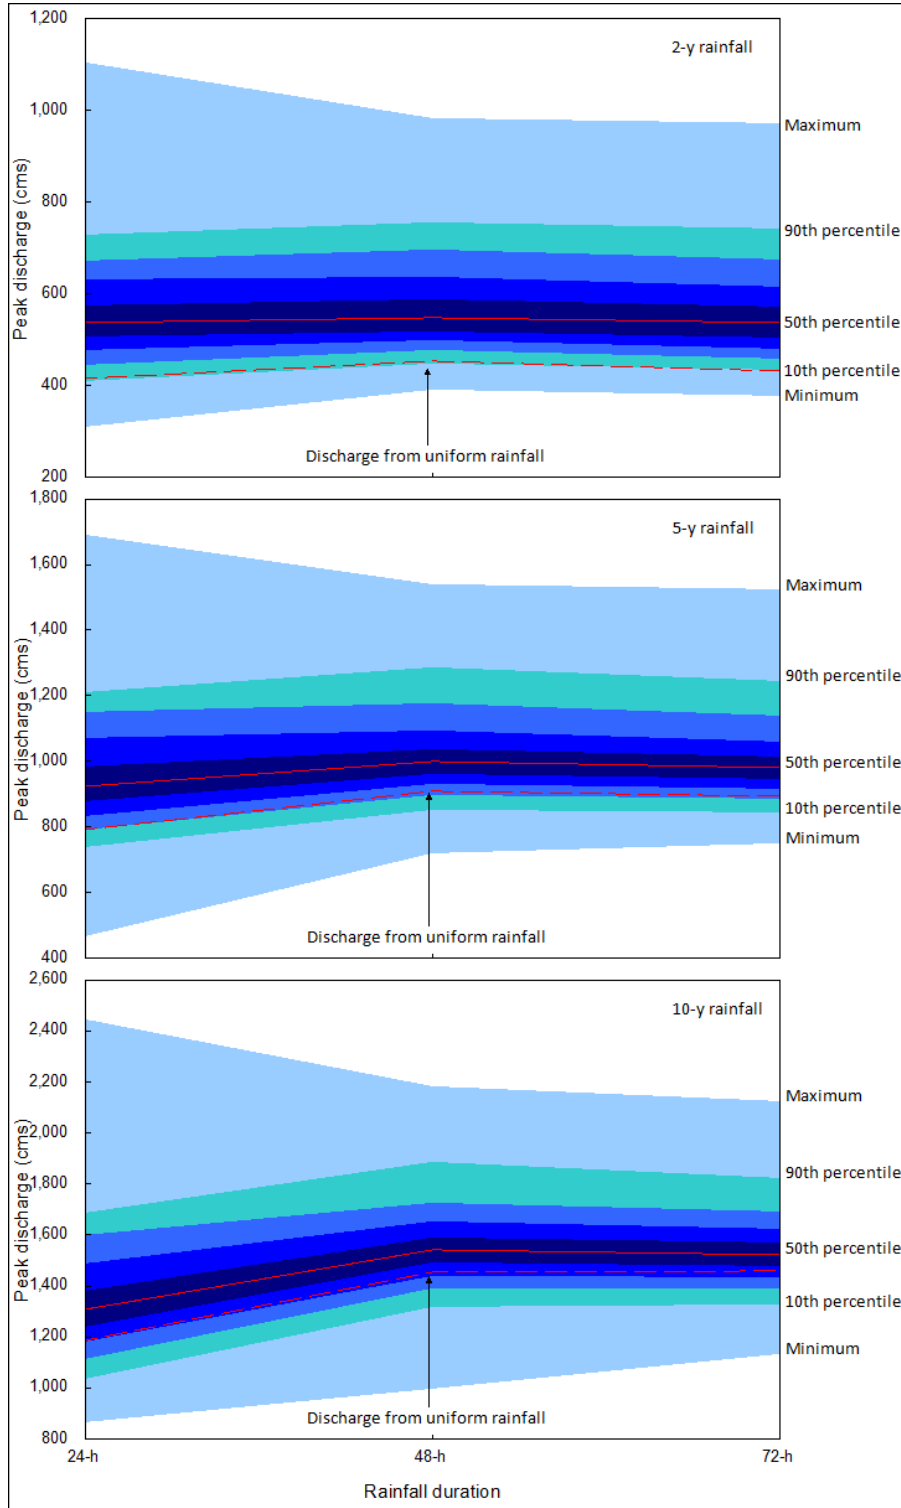 1,200
2-y rainfall
1,000
Maximum
Peak discharge (cms)
800
90th percentile
600
50th percentile
400
10th percentile
Minimum
Discharge from uniform rainfall
200
1,800
5-y rainfall
1,600
Maximum
1,400
Peak discharge (cms)
1,200
90th percentile
1,000
50th percentile
800
10th percentile
Minimum
600
Discharge from uniform rainfall
400
2,600
10-y rainfall
2,400
2,200
Maximum
2,000
Peak discharge (cms)
1,800
90th percentile
1,600
50th percentile
1,400
10th percentile
1,200
Minimum
1,000
Discharge from uniform rainfall
800
24-h
48-h
72-h
Rainfall duration